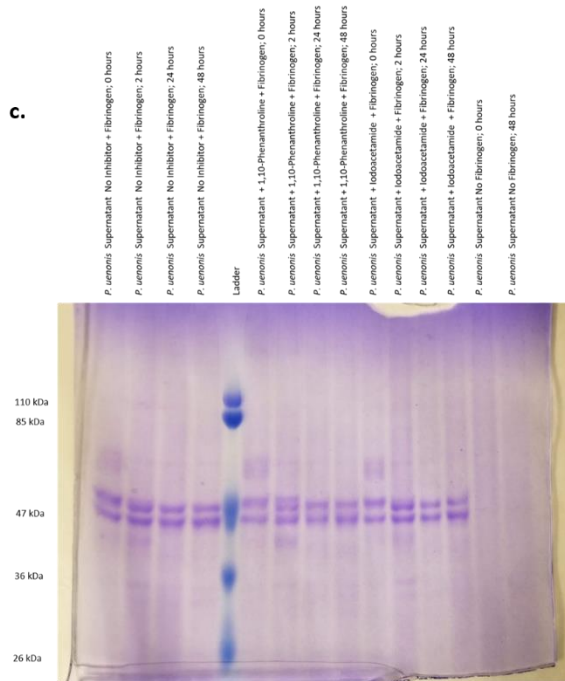 c.
P. uenonis Supernatant No Inhibitor + Fibrinogen; 0 hours
P. uenonis Supernatant No Inhibitor + Fibrinogen; 2 hours
P. uenonis Supernatant No Inhibitor + Fibrinogen; 24 hours
P. uenonis Supernatant No Inhibitor + Fibrinogen; 48 hours
Ladder
P. uenonis Supernatant + 1,10-Phenanthroline + Fibrinogen; 0 hours
P. uenonis Supernatant + 1,10-Phenanthroline + Fibrinogen; 2 hours
P. uenonis Supernatant + 1,10-Phenanthroline + Fibrinogen; 24 hours
P. uenonis Supernatant + 1,10-Phenanthroline + Fibrinogen; 48 hours
P. uenonis Supernatant + Iodoacetamide + Fibrinogen; 0 hours
P. uenonis Supernatant + Iodoacetamide + Fibrinogen; 2 hours
P. uenonis Supernatant + Iodoacetamide + Fibrinogen; 24 hours
P. uenonis Supernatant + Iodoacetamide + Fibrinogen; 48 hours
P. uenonis Supernatant No Fibrinogen; 0 hours
P. uenonis Supernatant No Fibrinogen; 48 hours
110 kDa
85 kDa
47 kDa
36 kDa
26 kDa